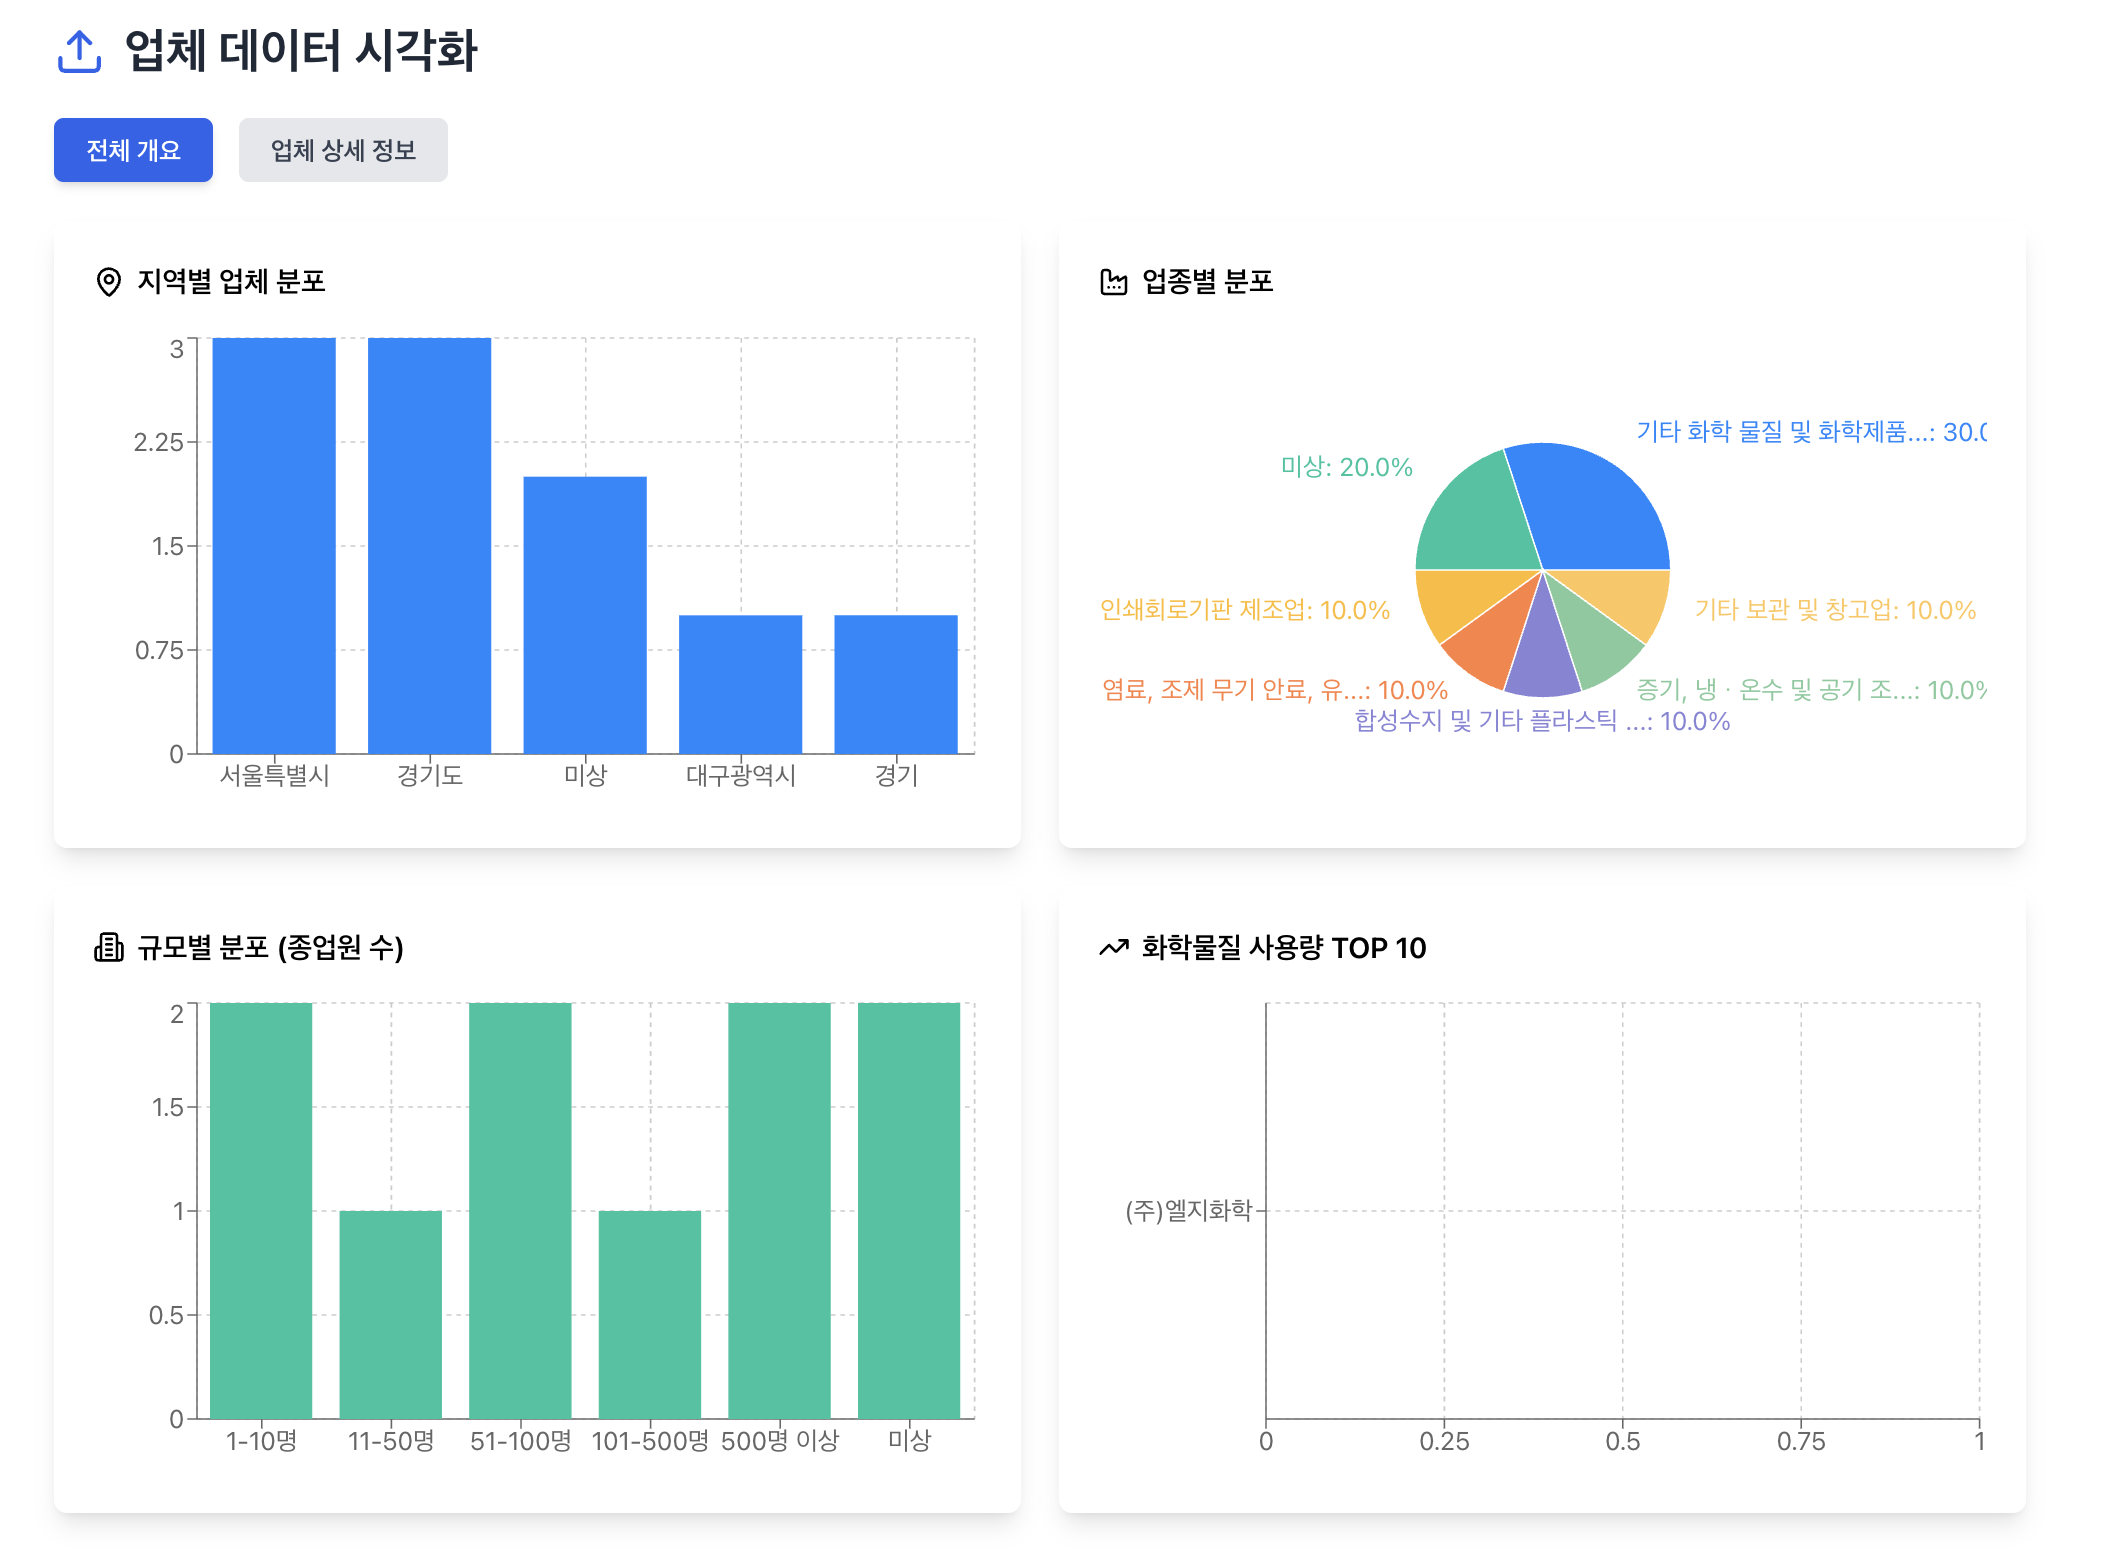 업체 데이터 시각화
전체 개요
업체 상세 정보
지역별 업체 분포
3
2.25
1.5
0.75
0
서울특별시
경기도
미상
대구광역시
경기
업종별 분포
기타 화학 물질 및 화학제품...: 30.0
미상: 20.0%
인쇄회로기판 제조업: 10.0%
기타 보관 및 창고업: 10.0%
염료, 조제 무기 안료, 유...: 10.0%
증기, 냉 · 온수 및 공기 조...: 10.0%
합성수지 및 기타 플라스틱 ...: 10.0%
규모별 분포 (종업원 수)
2
1.5
1
0.5
0
1-10명
11-50명
51-100명
101-500명
500명 이상
미상
화학물질 사용량 TOP 10
(주)엘지화학
0
0.25
0.5
0.75
1